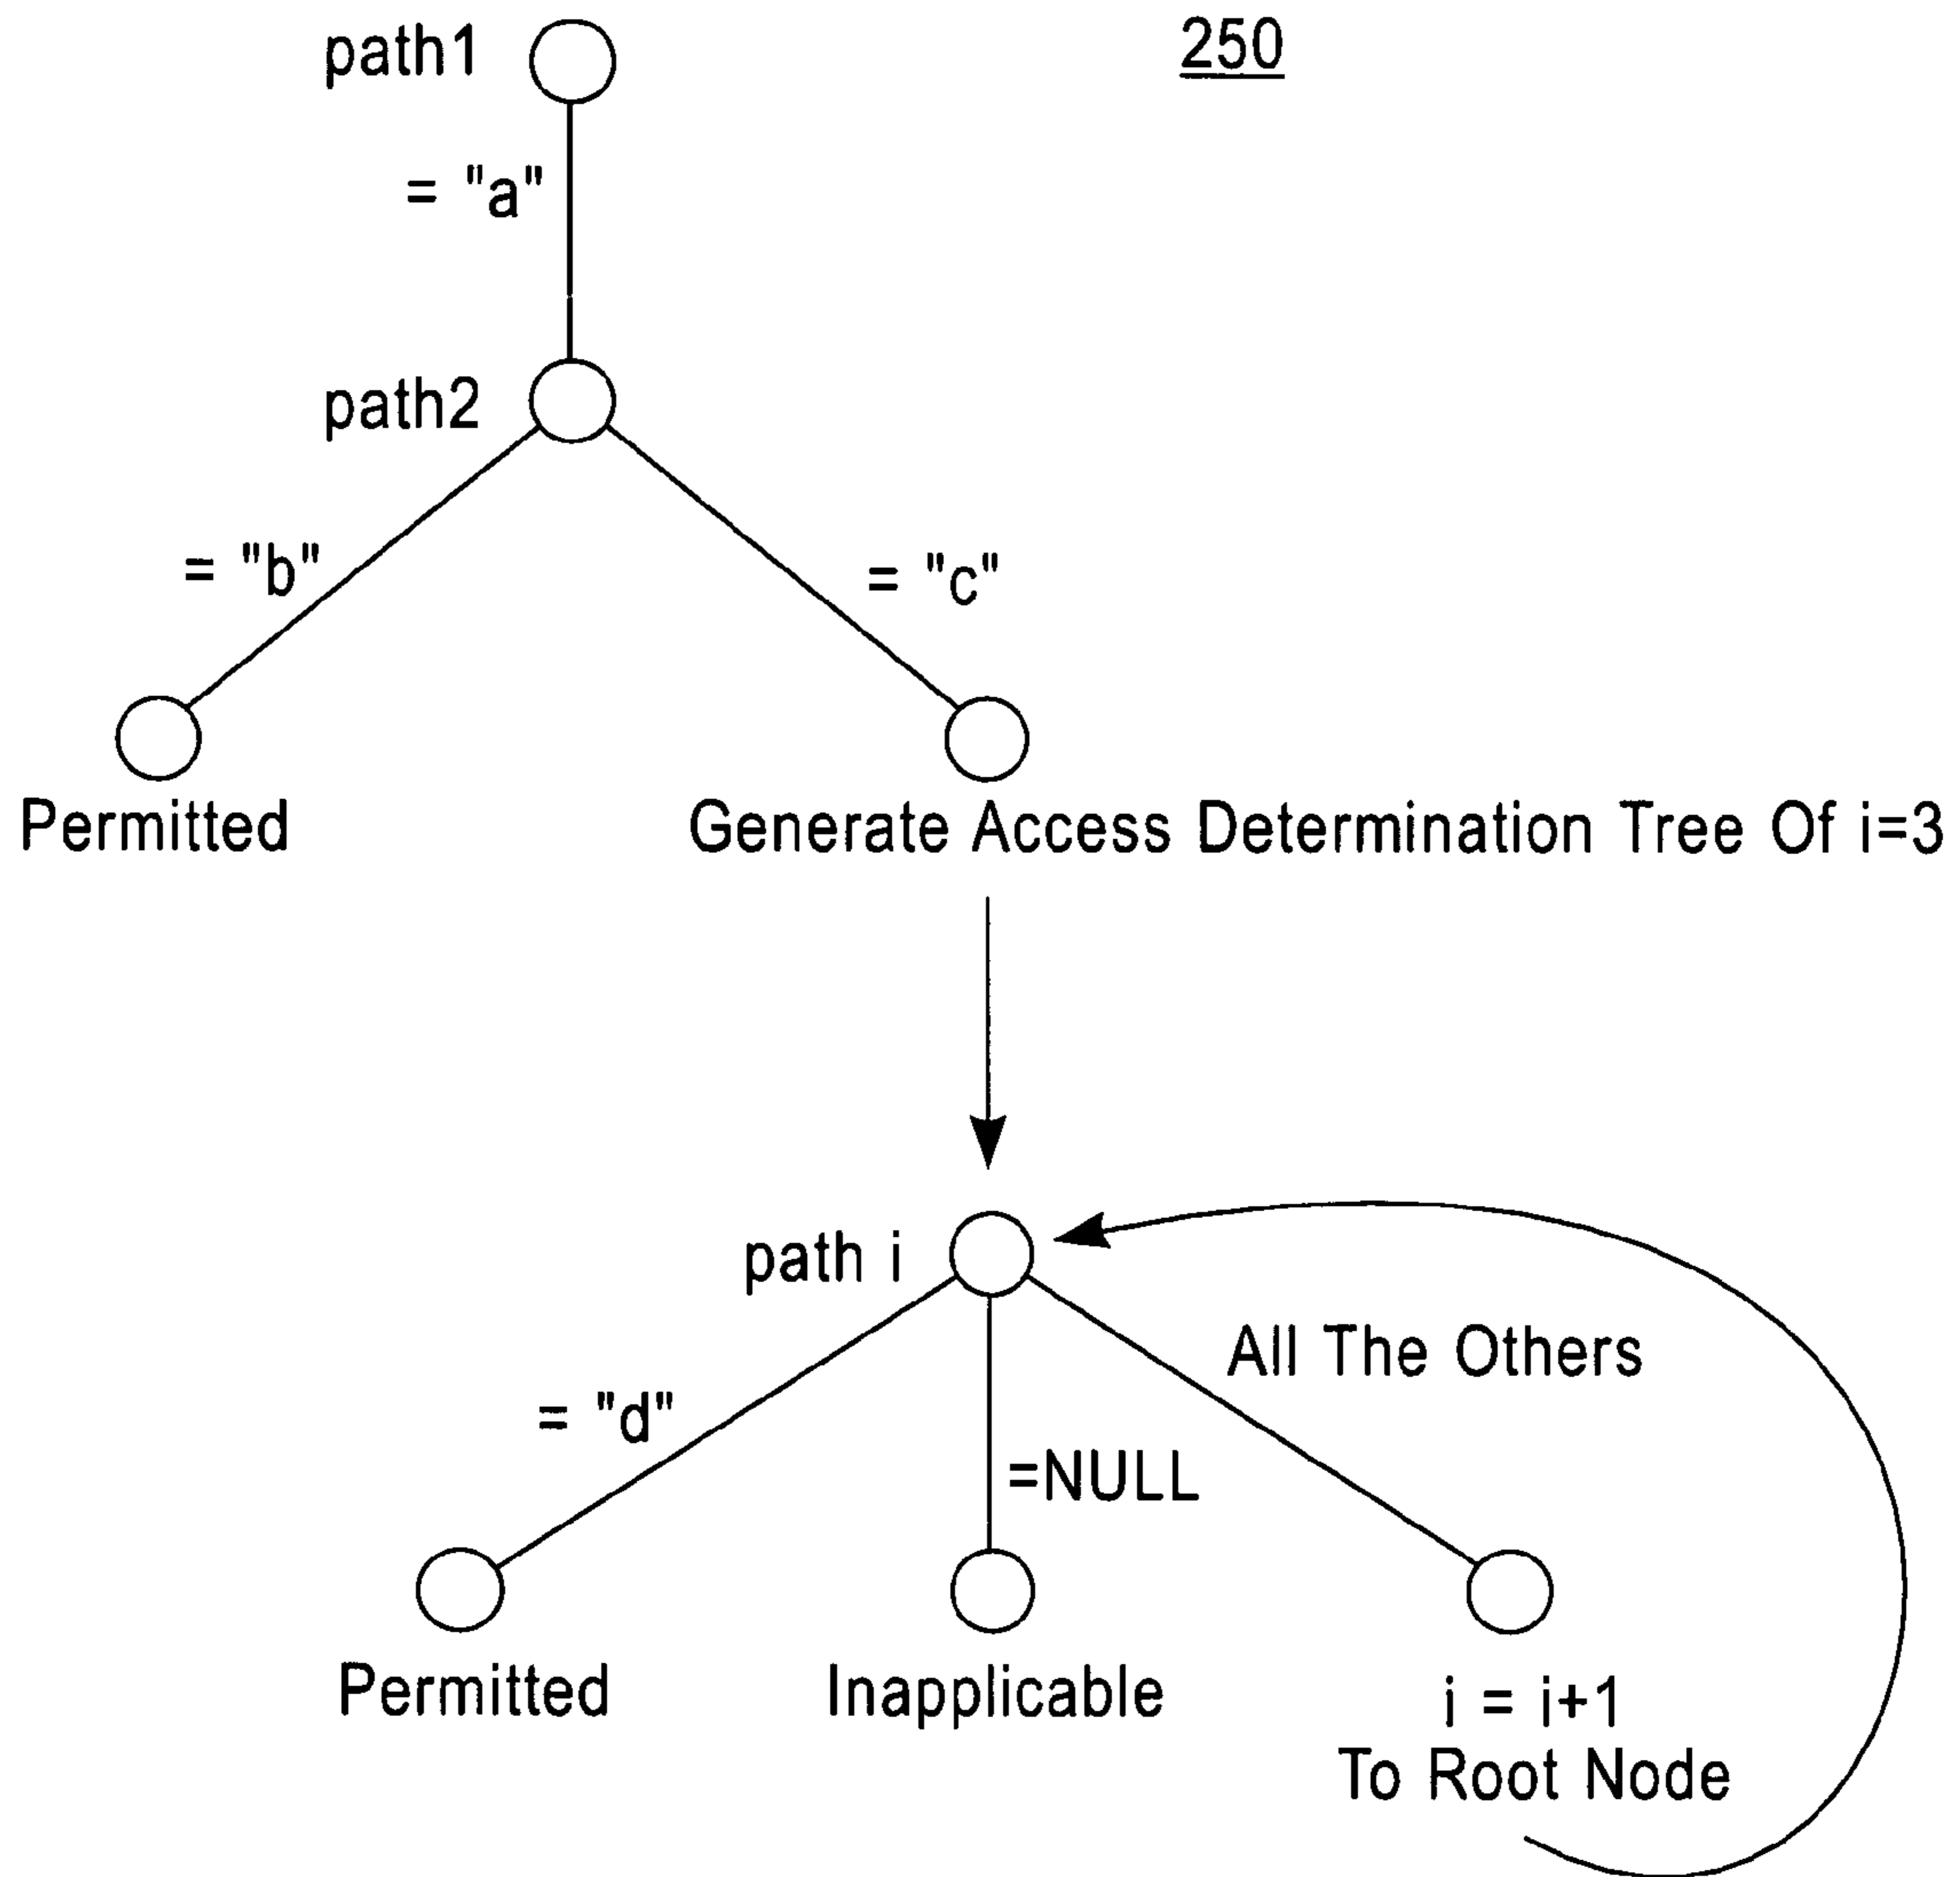 path1
250
= "a"
path2
= "b"
= "c"
Permitted
Generate Access Determination Tree Of i=3
path i
All The Others
= "d"
=NULL
Permitted
Inapplicable
i = i+1
To Root Node